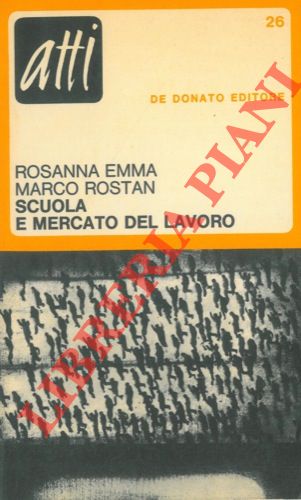 atti
26
DE DONATO EDITORE
ROSANNA EMMA
MARCO ROSTAN
SCUOLA
E MERCATO DEL LAVORO
LIBRERIA PIANI